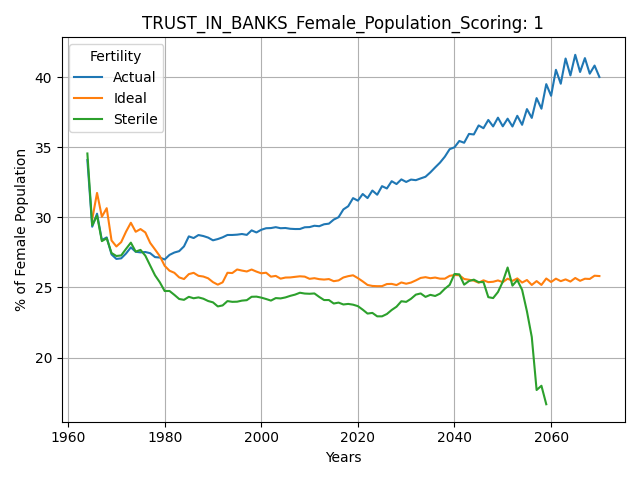 TRUST_IN_BANKS_Female_Population_Scoring: 1
Fertility
Actual
Ideal
Sterile
% of Female Population
40
35
30
25
20
1960
1980
2000
2020
2040
2060
Years